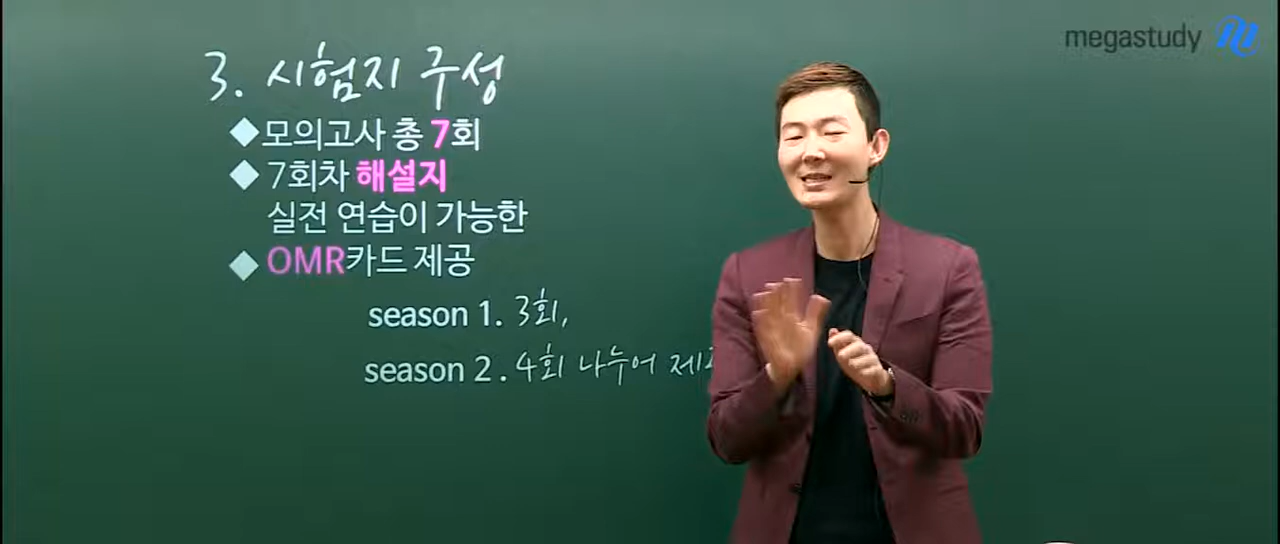 megastudy
3. 시험지 구성
◆모의고사 총 7회
◆ 7회차 해설지
실전 연습이 가능한
◆ OMR카드 제공
season 1. 3회,
season 2. 4회 나누어